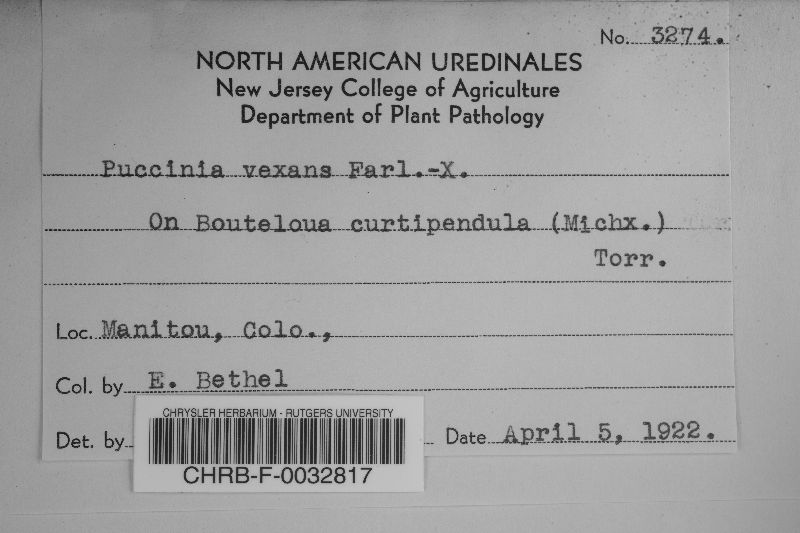 No. 3274.
NORTH AMERICAN UREDINALES
New Jersey College of Agriculture
Department of Plant Pathology
Puccinia vexans Farl.-X.
On Bouteloua curtipendula (Michx.)
Torr.
Loc. Manitou, Colo.,
Col. by E. Bethel
Det. by
Date April 5, 1922.
CHRYSLER HERBARIUM - RUTGERS UNIVERSITY
CHRB-F-0032817